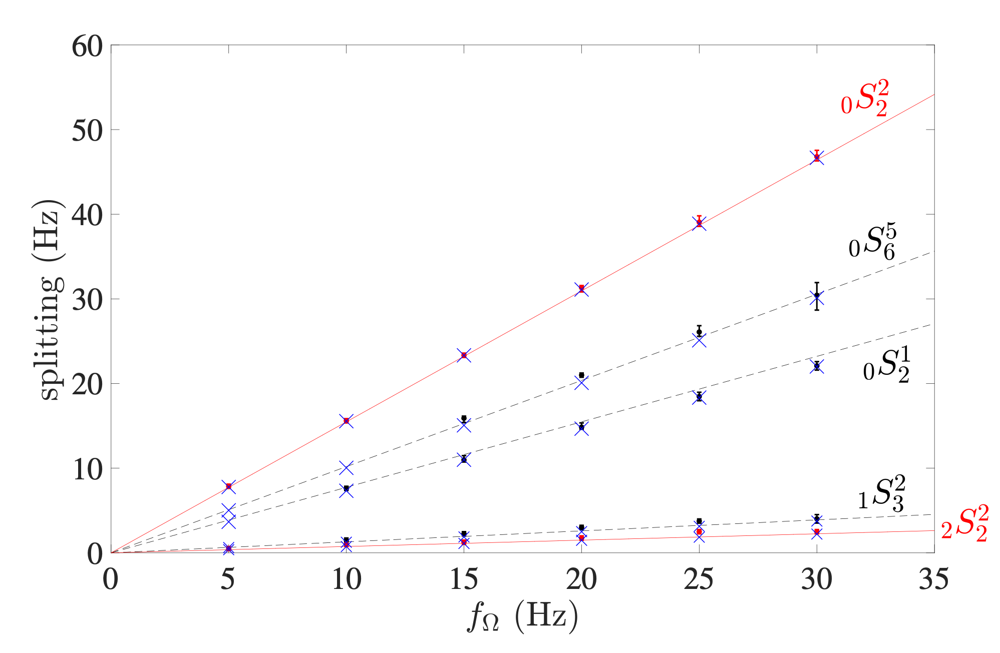 60
50
40
30
20
10
0
splitting (Hz)
0 5 10 15 20 25 30 35
f_Ω (Hz)
₀S₂²
₀S₆⁵
₀S₂¹
₁S₃²
₂S₂²